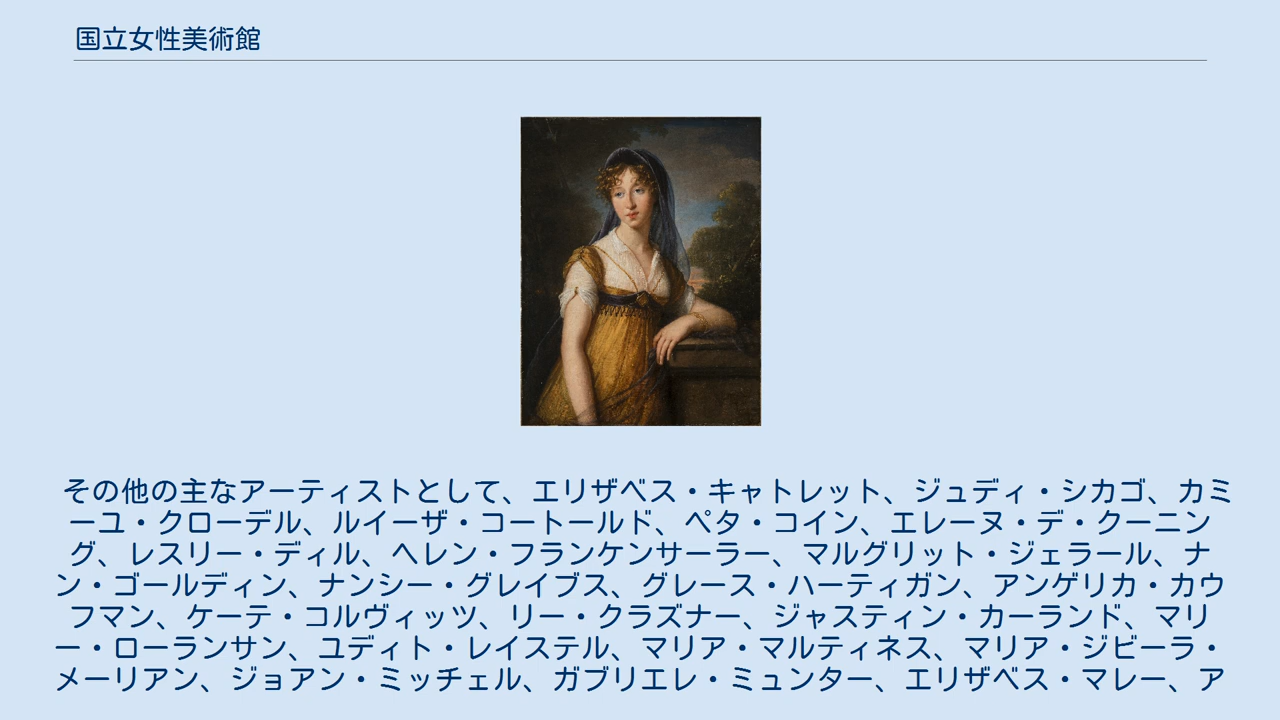 国立女性美術館
その他の主なアーティストとして、エリザベス・キャトレット、ジュディ・シカゴ、カミ
ーユ・クローデル、ルイーザ・コートールド、ペタ・コイン、エレーヌ・デ・クーニン
グ、レスリー・ディル、ヘレン・フランケンサーラー、マルグリット・ジェラール、ナ
ン・ゴールディン、ナンシー・グレイブス、グレース・ハーティガン、アンゲリカ・カウ
フマン、ケーテ・コルヴィッツ、リー・クラズナー、ジャスティン・カーランド、マリ
ー・ローランサン、ユディト・レイステル、マリア・マルティネス、マリア・ジビーラ・
メーリアン、ジョアン・ミッチェル、ガブリエレ・ミュンター、エリザベス・マレー、ア